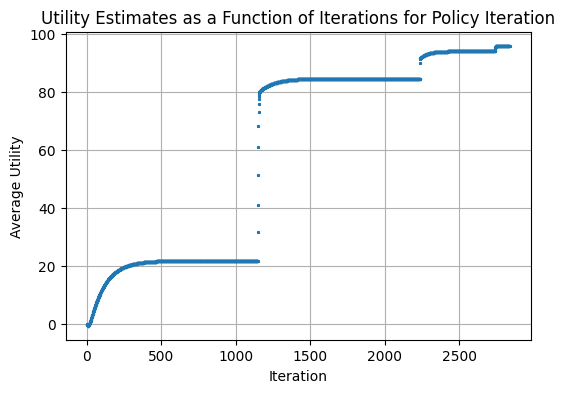 Utility Estimates as a Function of Iterations for Policy Iteration
100
80
60
40
20
0
Average Utility
0 500 1000 1500 2000 2500
Iteration